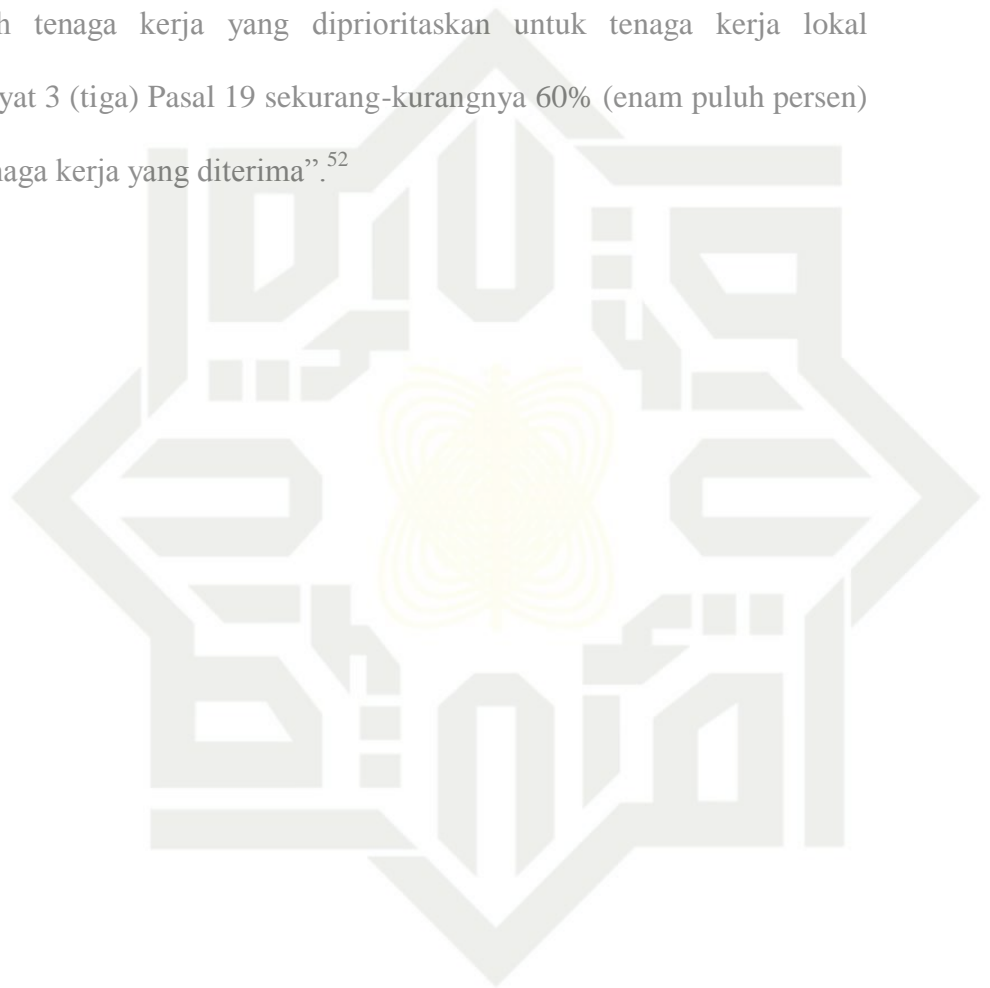 h tenaga kerja yang diprioritaskan untuk tenaga kerja lokal
yat 3 (tiga) Pasal 19 sekurang-kurangnya 60% (enam puluh persen)
naga kerja yang diterima”.52